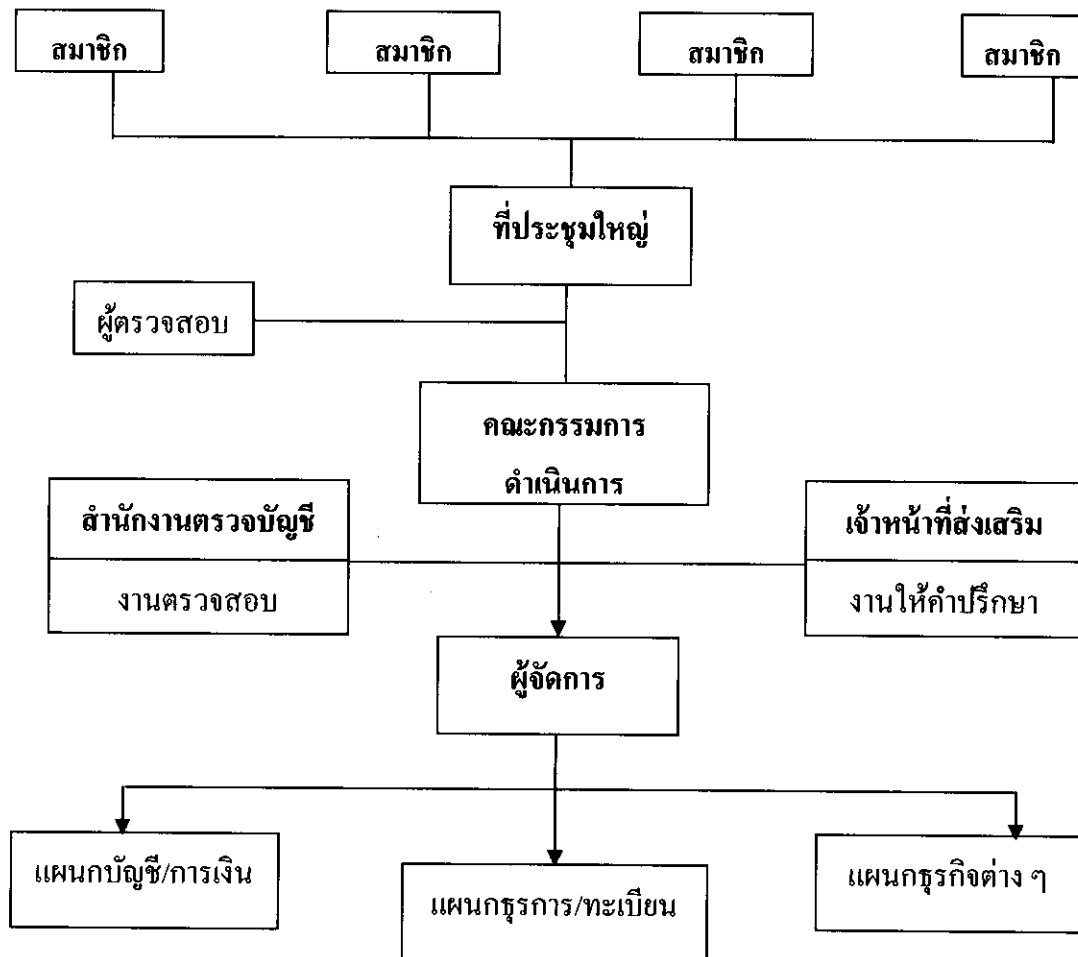 สมาชิก
สมาชิก
สมาชิก
สมาชิก
ที่ประชุมใหญ่
ผู้ตรวจสอบ
คณะกรรมการ
ดำเนินการ
สำนักงานตรวจบัญชี
งานตรวจสอบ
เจ้าหน้าที่ส่งเสริม
งานให้คำปรึกษา
ผู้จัดการ
แผนกบัญชี/การเงิน
แผนกธุรการ/ทะเบียน
แผนกธุรกิจต่าง ๆ